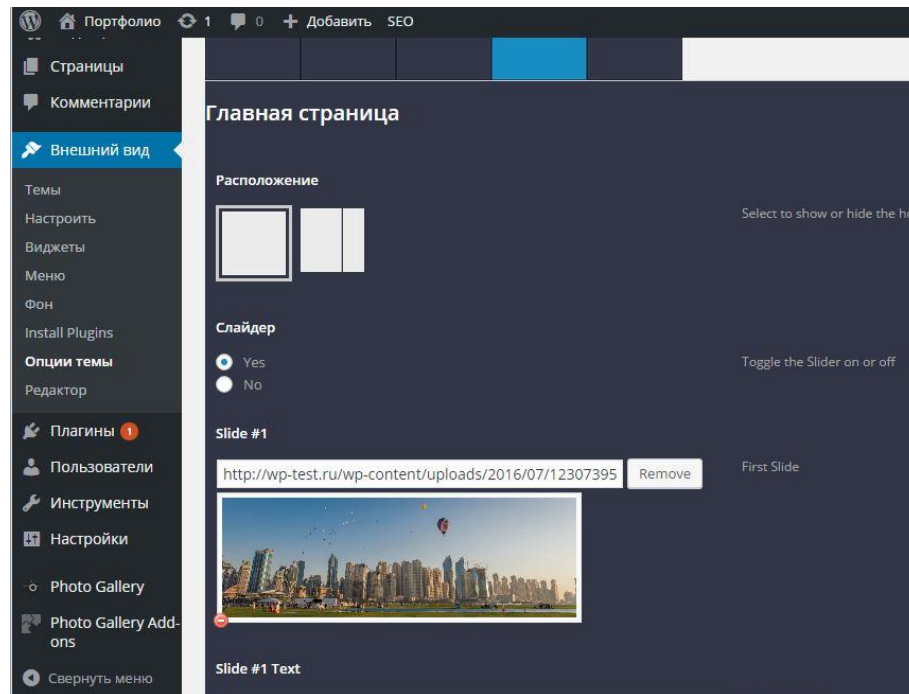 Портфолио 1 0 Добавить SEO
Страницы
Комментарии
Внешний вид
Темы
Настроить
Виджеты
Меню
Фон
Install Plugins
Опции темы
Редактор
Плагины 1
Пользователи
Инструменты
Настройки
Photo Gallery
Photo Gallery Add-
ons
Свернуть меню
Главная страница
Расположение
Select to show or hide the
Слайдер
Yes
Toggle the Slider on or off
No
Slide #1
http://wp-test.ru/wp-content/uploads/2016/07/12307395
Remove
First Slide
Slide #1 Text